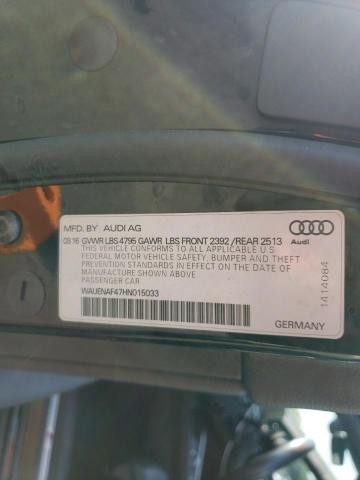 MFD. BY: AUDI AG
03 16 GVWR LBS 4795 GAWR LBS FRONT 2392 /REAR 2513
THIS VEHICLE CONFORMS TO ALL APPLICABLE U.S
FEDERAL MOTOR VEHICLE SAFETY, BUMPER AND THEFT
PREVENTION STANDARDS IN EFFECT ON THE DATE OF
MANUFACTURE SHOWN ABOVE.
PASSENGER CAR
WAUENAF47HN015033
Audi
1414084
GERMANY